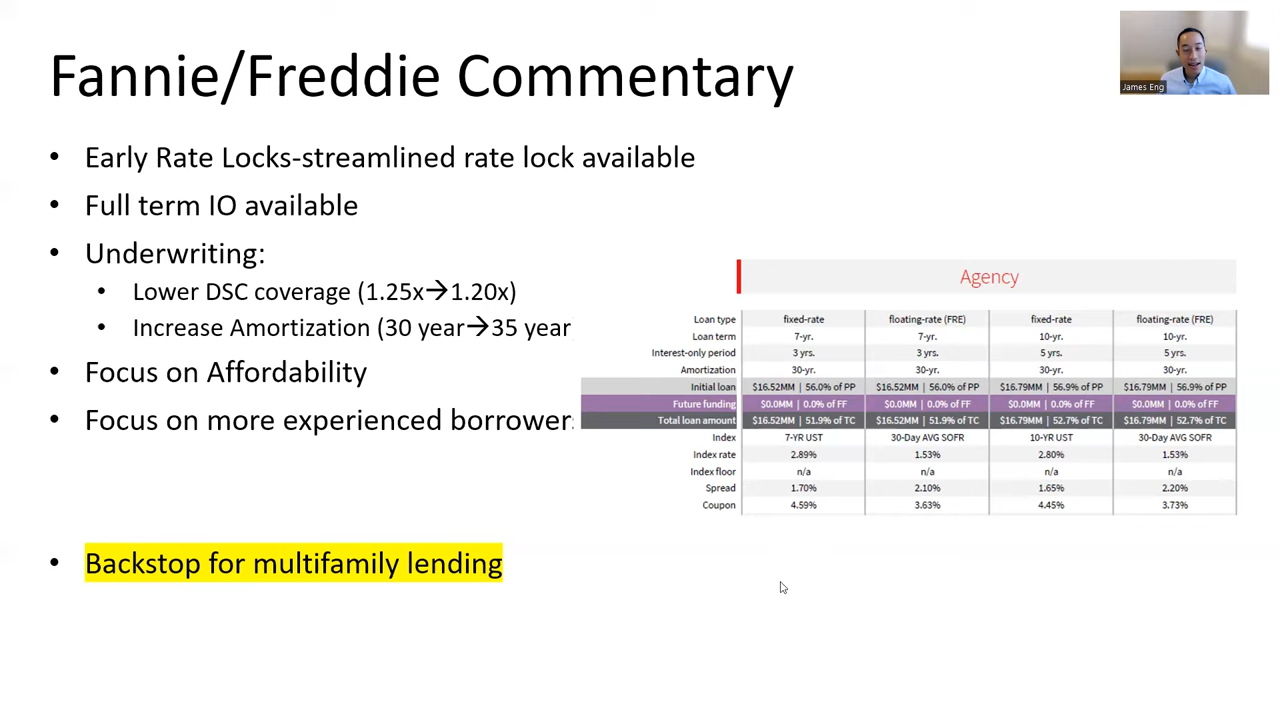 Fannie/Freddie Commentary
James Eng
• Early Rate Locks-streamlined rate lock available
• Full term IO available
• Underwriting:
• Lower DSC coverage (1.25x→1.20x)
• Increase Amortization (30 year→35 year
• Focus on Affordability
• Focus on more experienced borrower
• Backstop for multifamily lending
Agency
Loan type fixed-rate floating-rate (FRE) fixed-rate floating-rate (FRE)
Loan term 7-yr. 7-yr. 10-yr. 10-yr.
Interest-only period 3 yrs. 3 yrs. 5 yrs. 5 yrs.
Amortization 30-yr. 30-yr. 30-yr. 30-yr.
Initial loan $16.52MM | 56.0% of PP $16.52MM | 56.0% of PP $16.79MM | 56.9% of PP $16.79MM | 56.9% of PP
Future funding $0.0MM | 0.0% of FF $0.0MM | 0.0% of FF $0.0MM | 0.0% of FF $0.0MM | 0.0% of FF
Total loan amount $16.52MM | 51.9% of TC $16.52MM | 51.9% of TC $16.79MM | 52.7% of TC $16.79MM | 52.7% of TC
Index 7-YR UST 30-Day AVG SOFR 10-YR UST 30-Day AVG SOFR
Index rate 2.89% 1.53% 2.80% 1.53%
Index floor n/a n/a n/a n/a
Spread 1.70% 2.10% 1.65% 2.20%
Coupon 4.59% 3.63% 4.45% 3.73%